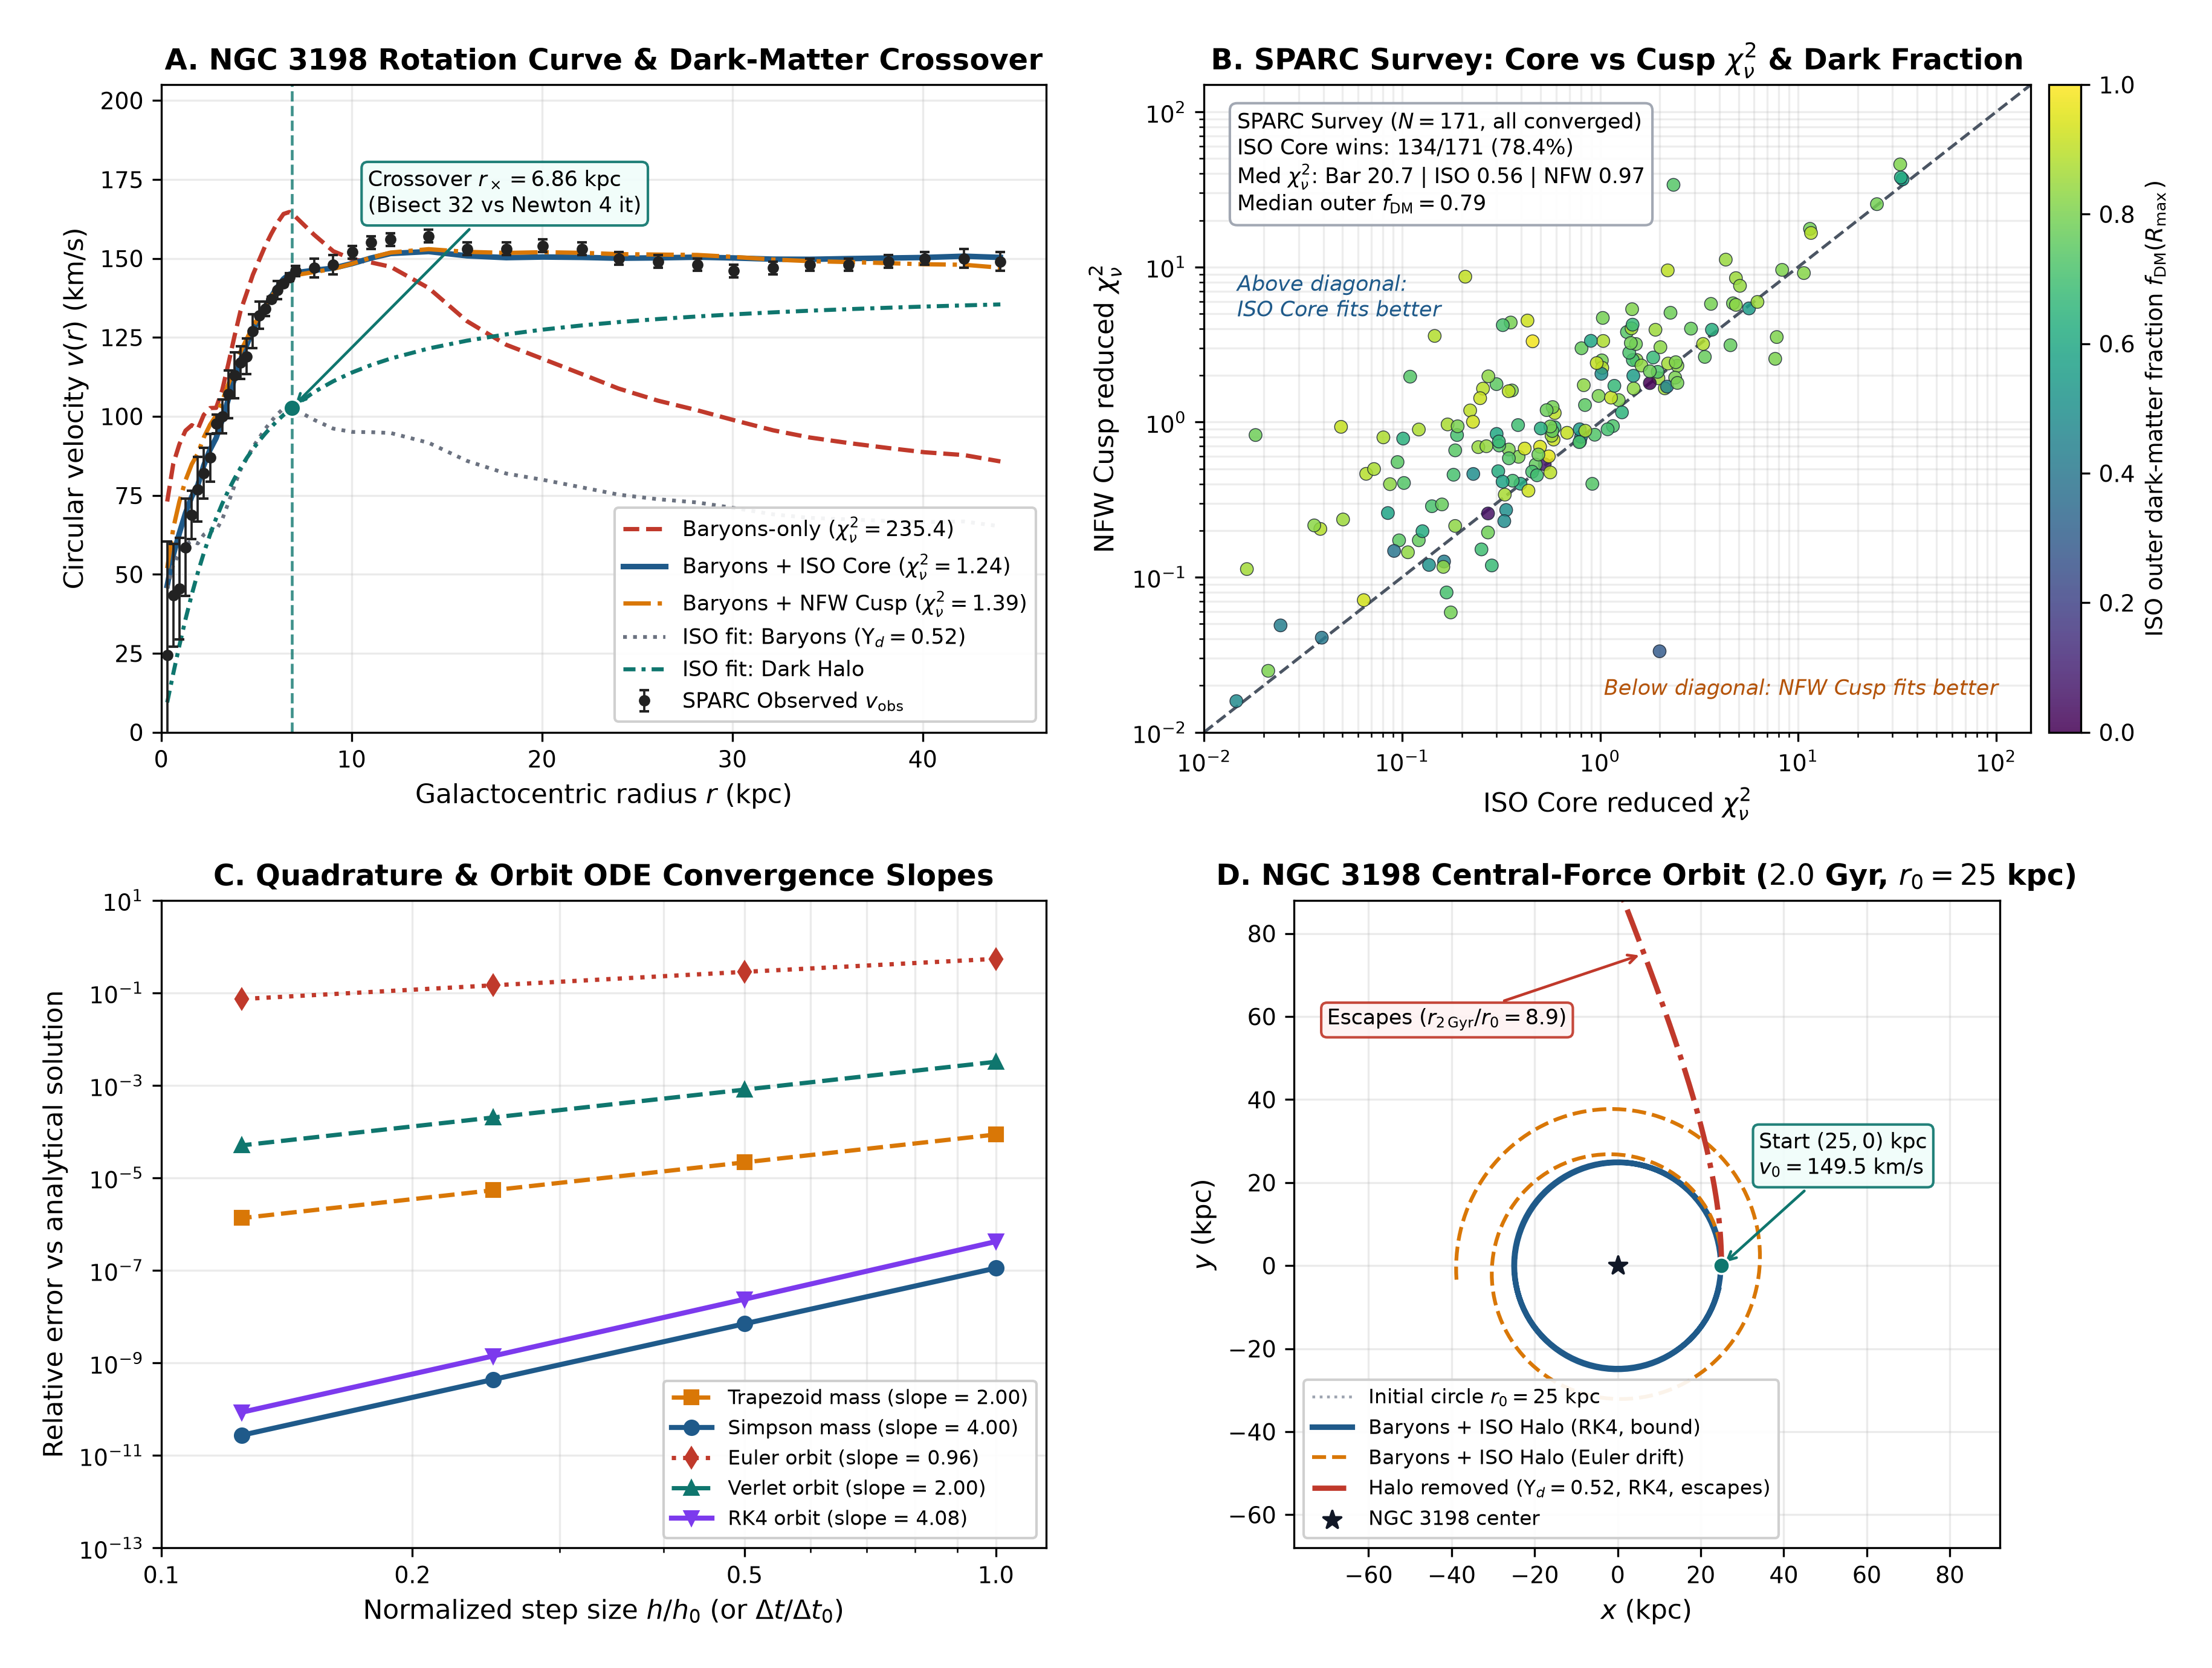 A. NGC 3198 Rotation Curve & Dark-Matter Crossover
200
175
150
125
100
75
50
25
0
0
10
20
30
40
Circular velocity v(r) (km/s)
Galactocentric radius r (kpc)
Crossover r× = 6.86 kpc
(Bisect 32 vs Newton 4 it)
Baryons-only (χ²ν = 235.4)
Baryons + ISO Core (χ²ν = 1.24)
Baryons + NFW Cusp (χ²ν = 1.39)
ISO fit: Baryons (Υd = 0.52)
ISO fit: Dark Halo
SPARC Observed vobs
B. SPARC Survey: Core vs Cusp χ²ν & Dark Fraction
SPARC Survey (N = 171, all converged)
ISO Core wins: 134/171 (78.4%)
Med χ²ν: Bar 20.7 | ISO 0.56 | NFW 0.97
Median outer fDM = 0.79
Above diagonal:
ISO Core fits better
Below diagonal: NFW Cusp fits better
10²
10¹
10⁰
10⁻¹
10⁻²
10⁻²
10⁻¹
10⁰
10¹
10²
NFW Cusp reduced χ²ν
ISO Core reduced χ²ν
1.0
0.8
0.6
0.4
0.2
0.0
ISO outer dark-matter fraction fDM(Rmax)
C. Quadrature & Orbit ODE Convergence Slopes
10¹
10⁻¹
10⁻³
10⁻⁵
10⁻⁷
10⁻⁹
10⁻¹¹
10⁻¹³
0.1
0.2
0.5
1.0
Relative error vs analytical solution
Normalized step size h/h₀ (or Δt/Δt₀)
Trapezoid mass (slope = 2.00)
Simpson mass (slope = 4.00)
Euler orbit (slope = 0.96)
Verlet orbit (slope = 2.00)
RK4 orbit (slope = 4.08)
D. NGC 3198 Central-Force Orbit (2.0 Gyr, r₀ = 25 kpc)
80
60
40
20
0
−20
−40
−60
−60
−40
−20
0
20
40
60
80
y (kpc)
x (kpc)
Escapes (r2 Gyr/r₀ = 8.9)
Start (25, 0) kpc
v₀ = 149.5 km/s
Initial circle r₀ = 25 kpc
Baryons + ISO Halo (RK4, bound)
Baryons + ISO Halo (Euler drift)
Halo removed (Υd = 0.52, RK4, escapes)
NGC 3198 center